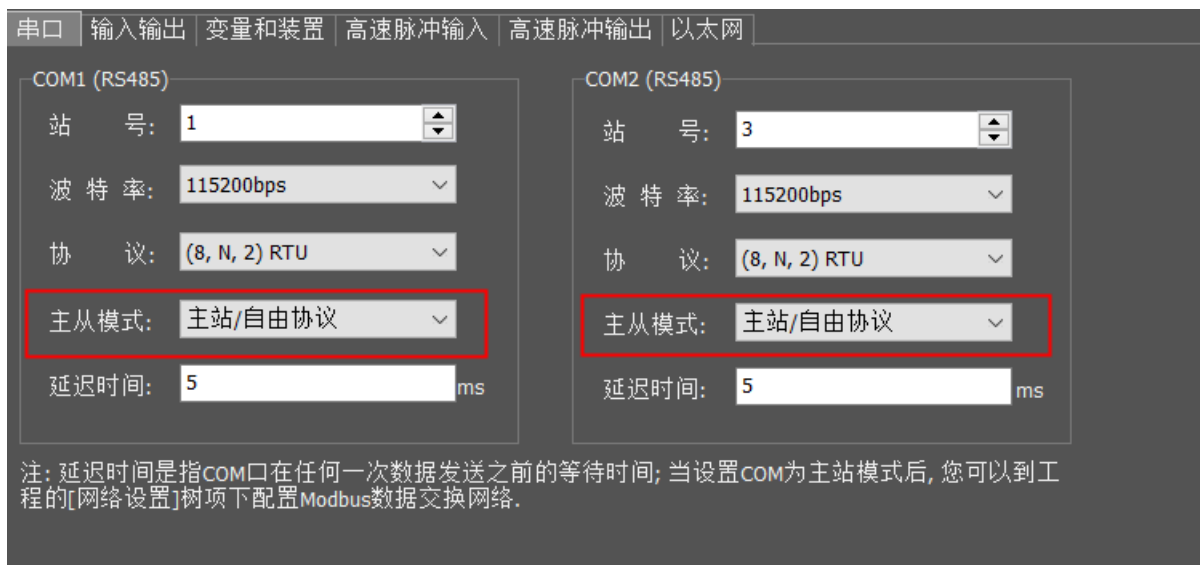 串口 输入输出 变量和装置 高速脉冲输入 高速脉冲输出 以太网
COM1 (RS485)
站 号: 1
波 特 率: 115200bps
协 议: (8, N, 2) RTU
主从模式: 主站/自由协议
延迟时间: 5 ms
COM2 (RS485)
站 号: 3
波 特 率: 115200bps
协 议: (8, N, 2) RTU
主从模式: 主站/自由协议
延迟时间: 5 ms
注: 延迟时间是指COM口在任何一次数据发送之前的等待时间; 当设置COM为主站模式后, 您可以到工
程的[网络设置]树项下配置Modbus数据交换网络.